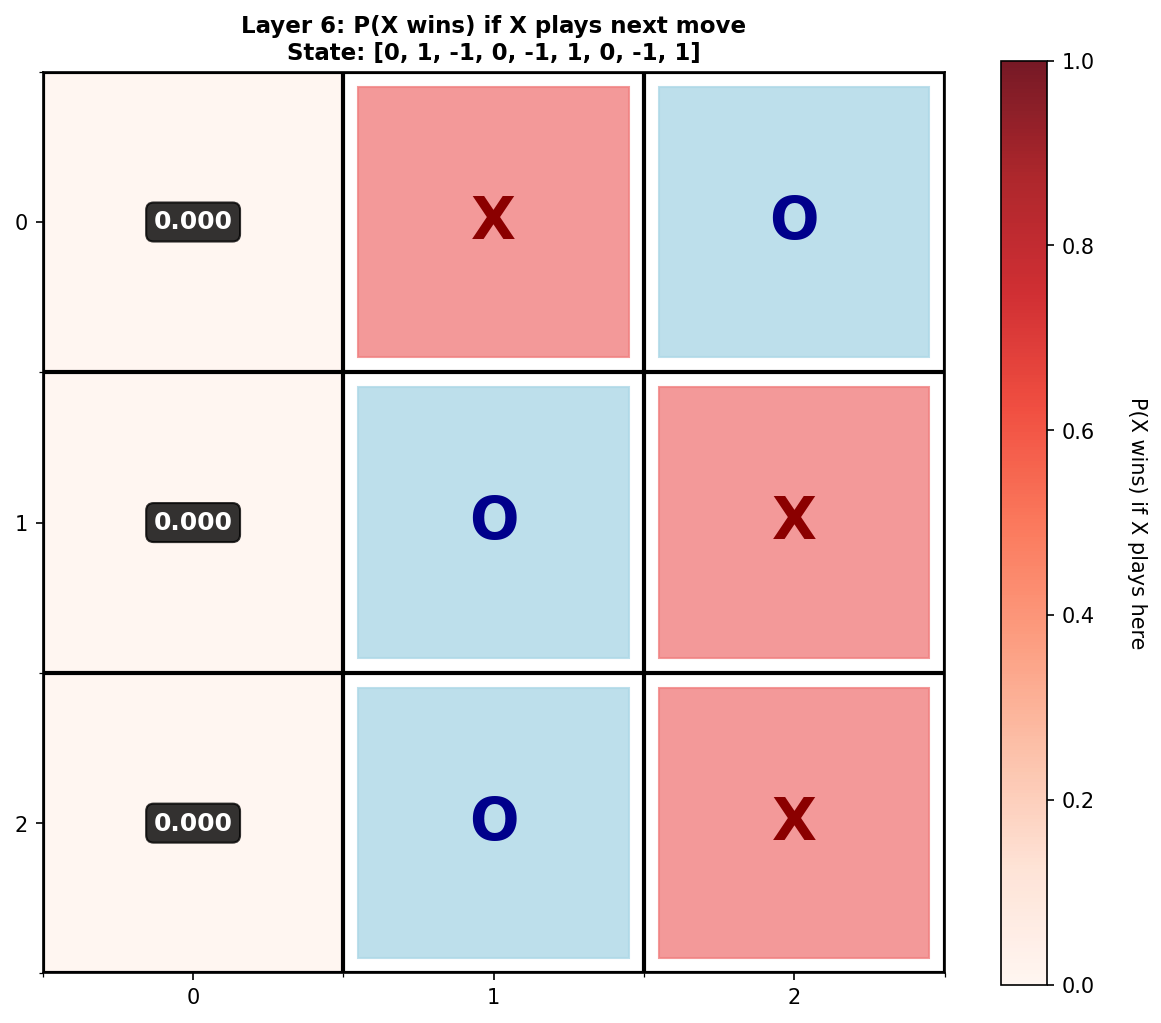 Layer 6: P(X wins) if X plays next move
State: [0, 1, -1, 0, -1, 1, 0, -1, 1]
0
0.000
X
O
1
0.000
O
X
2
0.000
O
X
0
1
2
1.0
0.8
0.6
0.4
0.2
0.0
P(X wins) if X plays here